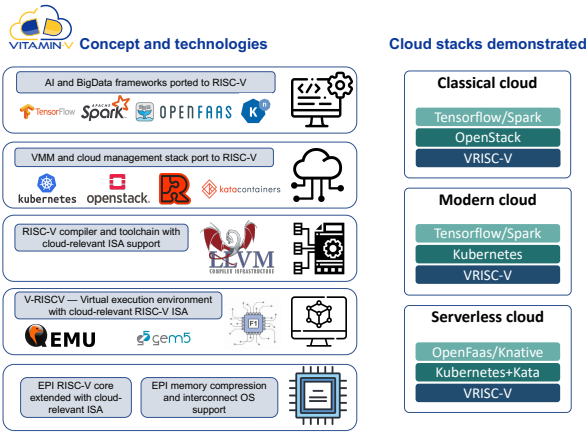 VITAMIN-V
Concept and technologies
AI and BigData frameworks ported to RISC-V
TensorFlow
APACHE
Spark
OPENFAAS
K n
VMM and cloud management stack port to RISC-V
kubernetes
openstack.
R
katacontainers
RISC-V compiler and toolchain with
cloud-relevant ISA support
LLVM
COMPILER INFRASTRUCTURE
V-RISCV — Virtual execution environment
with cloud-relevant RISC-V ISA
QEMU
gem5
F1
EPI RISC-V core
extended with cloud-
relevant ISA
EPI memory compression
and interconnect OS
support
Cloud stacks demonstrated
Classical cloud
Tensorflow/Spark
OpenStack
VRISC-V
Modern cloud
Tensorflow/Spark
Kubernetes
VRISC-V
Serverless cloud
OpenFaas/Knative
Kubernetes+Kata
VRISC-V